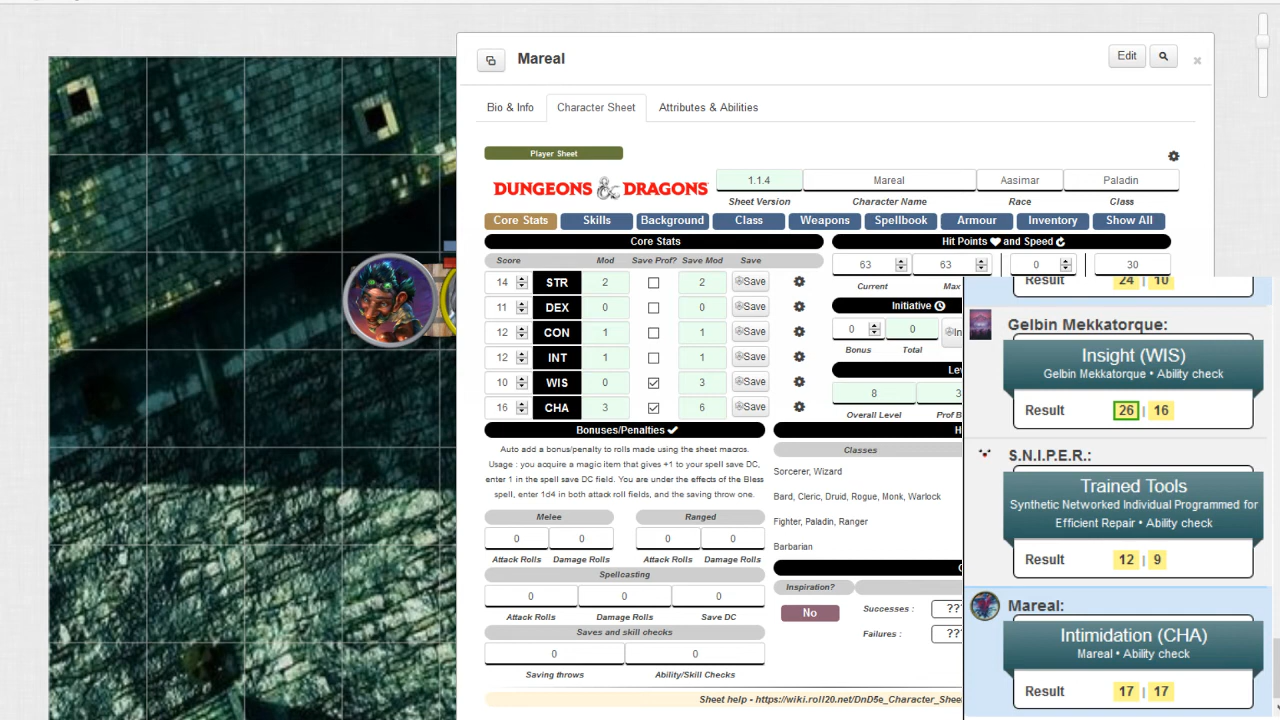 Mareal
Edit
Bio & Info
Character Sheet
Attributes & Abilities
Player Sheet
DUNGEONS & DRAGONS
1.1.4
Mareal
Aasimar
Paladin
Sheet Version
Character Name
Race
Class
Core Stats
Skills
Background
Class
Weapons
Spellbook
Armour
Inventory
Show All
Core Stats
Score Mod Save Prof? Save Mod Save
14 STR 2 2 Save
11 DEX 0 0 Save
12 CON 1 1 Save
12 INT 1 1 Save
10 WIS 0 3 Save
16 CHA 3 6 Save
Hit Points and Speed
63 63 0 30
Current Max
Initiative
0 0 In
Bonus Total
Lev
8 3
Overall Level Prof B
Bonuses/Penalties
Auto add a bonus/penalty to rolls made using the sheet macros.
Usage : you acquire a magic item that gives +1 to your spell save DC,
enter 1 in the spell save DC field. You are under the effects of the Bless
spell, enter 1d4 in both attack roll fields, and the saving throw one.
Melee Ranged
0 0 0 0
Attack Rolls Damage Rolls Attack Rolls Damage Rolls
Spellcasting
0 0 0
Attack Rolls Damage Rolls Save DC
Saves and skill checks
0 0
Saving throws Ability/Skill Checks
H
Classes
Sorcerer, Wizard
Bard, Cleric, Druid, Rogue, Monk, Warlock
Fighter, Paladin, Ranger
Barbarian
Inspiration?
No
Successes : ??
Failures : ??
Sheet help - https://wiki.roll20.net/DnD5e_Character_Shee
Result 24 | 10
Gelbin Mekkatorque:
Insight (WIS)
Gelbin Mekkatorque • Ability check
Result 26 | 16
S.N.I.P.E.R.:
Trained Tools
Synthetic Networked Individual Programmed for
Efficient Repair • Ability check
Result 12 | 9
Mareal:
Intimidation (CHA)
Mareal • Ability check
Result 17 | 17